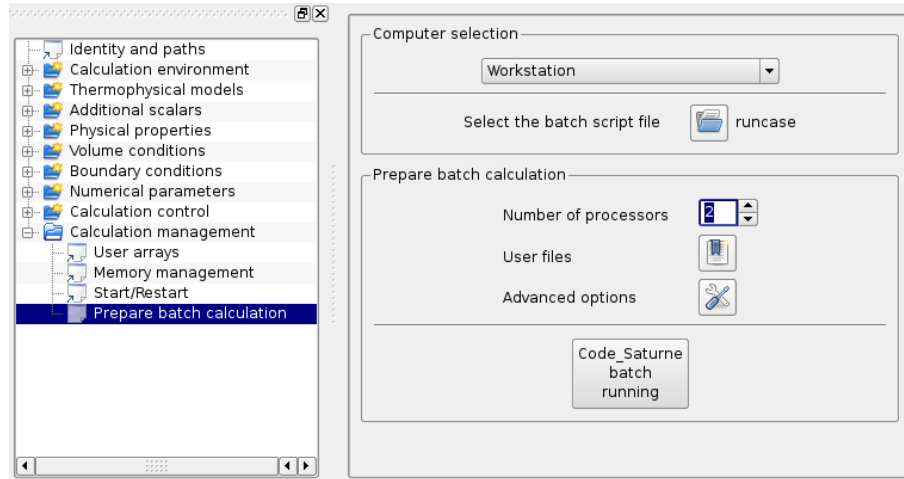 Identity and paths
Calculation environment
Thermophysical models
Additional scalars
Physical properties
Volume conditions
Boundary conditions
Numerical parameters
Calculation control
Calculation management
User arrays
Memory management
Start/Restart
Prepare batch calculation
Computer selection
Workstation
Select the batch script file runcase
Prepare batch calculation
Number of processors 2
User files
Advanced options
Code_Saturne
batch
running